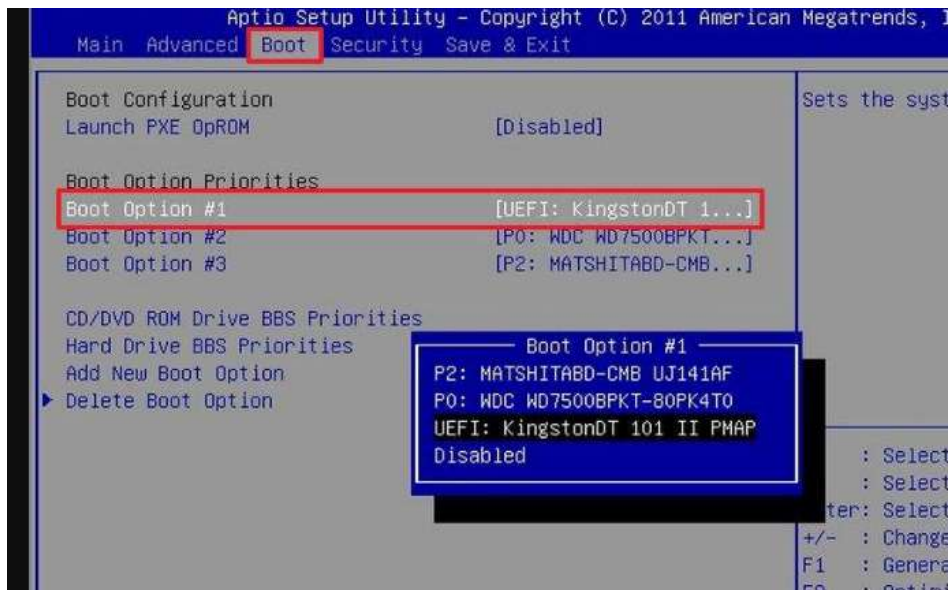 Aptio Setup Utility - Copyright (C) 2011 American Megatrends,
Main Advanced Boot Security Save & Exit
Boot Configuration
Launch PXE OpROM [Disabled]
Boot Option Priorities
Boot Option #1 [UEFI: KingstonDT 1...]
Boot Option #2 [P0: WDC WD7500BPKT...]
Boot Option #3 [P2: MATSHITABD-CMB...]
CD/DVD ROM Drive BBS Priorities
Hard Drive BBS Priorities
Add New Boot Option
Delete Boot Option
Sets the syst
Boot Option #1
P2: MATSHITABD-CMB UJ141AF
P0: WDC WD7500BPKT-80PK4T0
UEFI: KingstonDT 101 II PMAP
Disabled
: Select
: Select
ter: Select
+/- : Change
F1 : Genera